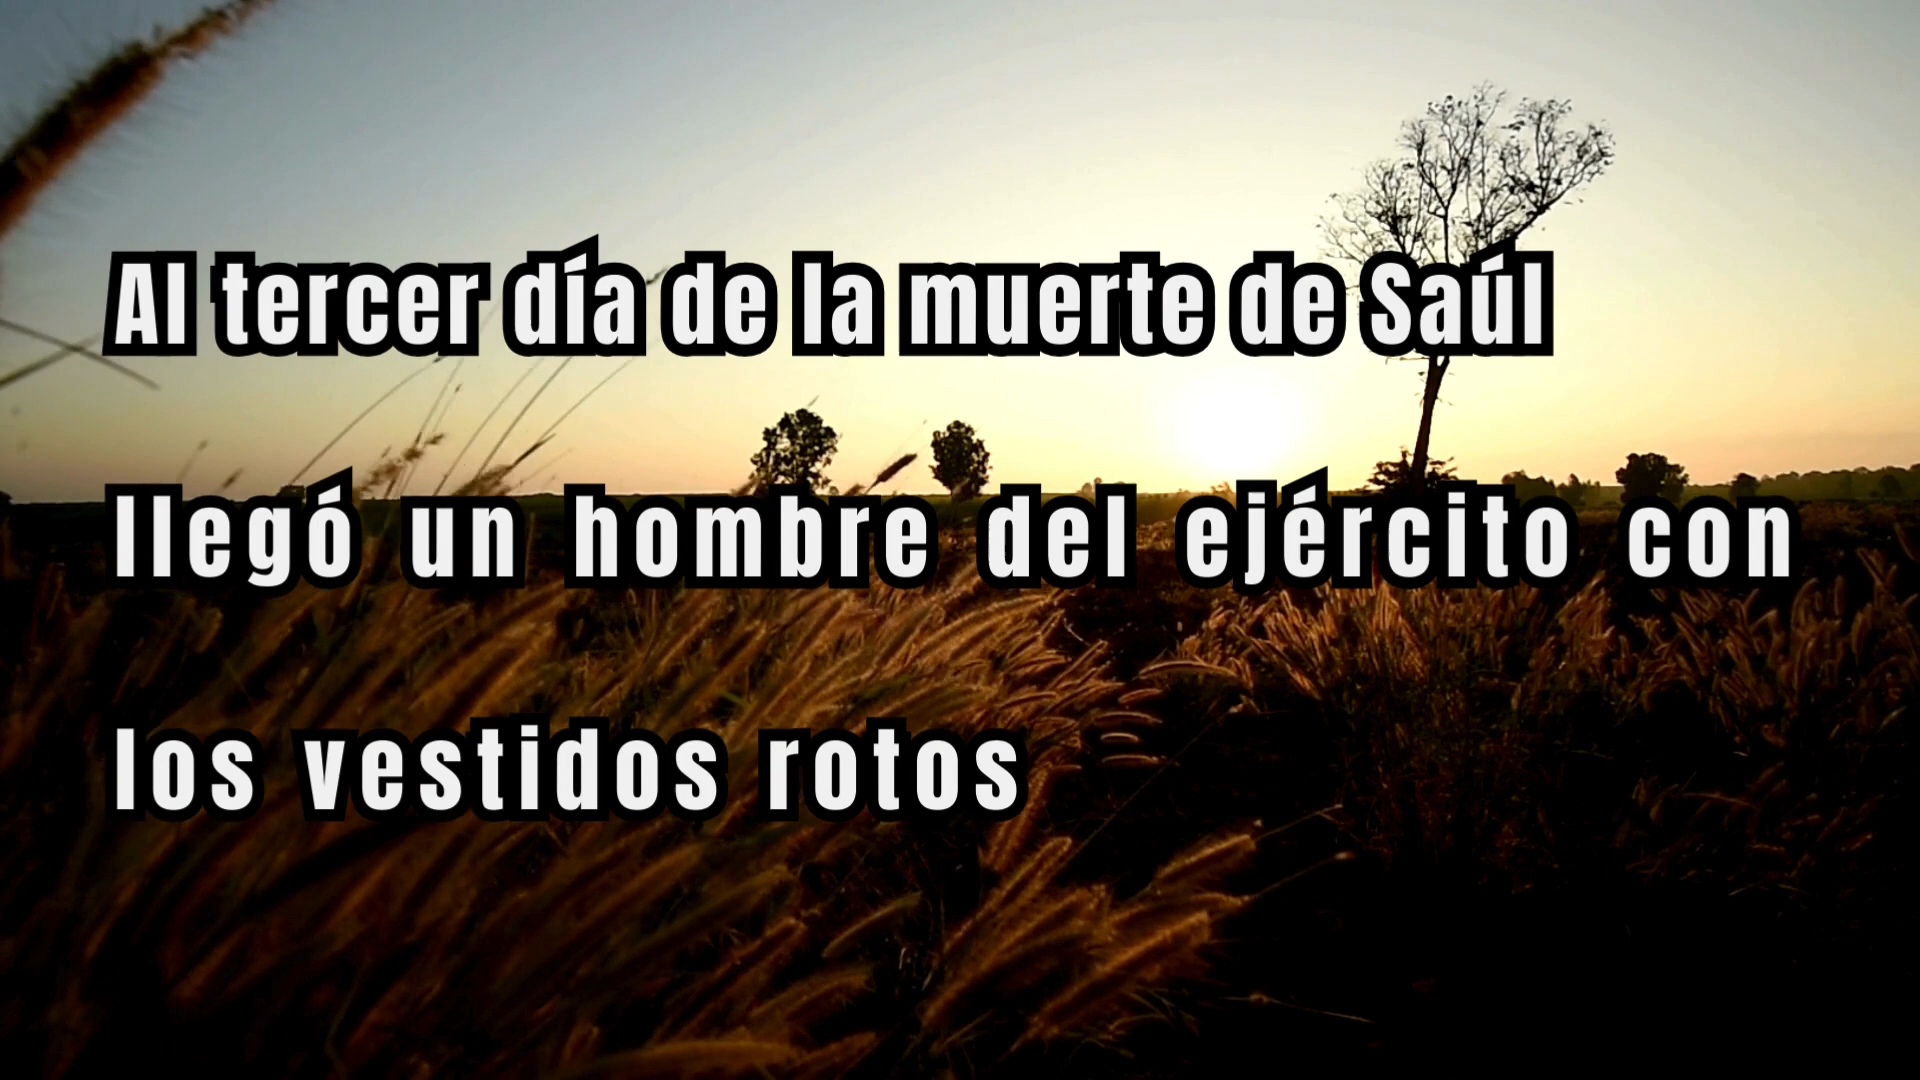 Al tercer día de la muerte de Saúl
llegó un hombre del ejército con
los vestidos rotos